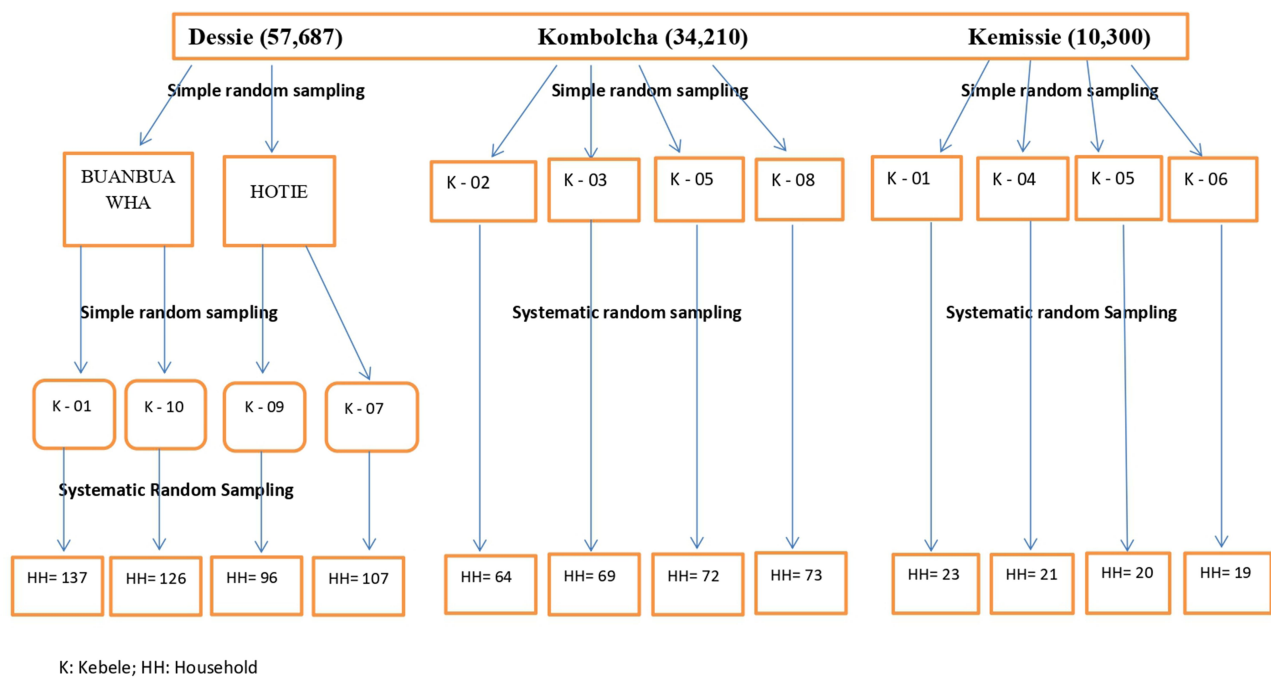 Dessie (57,687) Kombolcha (34,210) Kemissie (10,300)
Simple random sampling Simple random sampling Simple random sampling
BUANBUA
WHA
HOTIE
K - 02 K - 03 K - 05 K - 08 K - 01 K - 04 K - 05 K - 06
Simple random sampling Systematic random sampling Systematic random Sampling
K - 01 K - 10 K - 09 K - 07
Systematic Random Sampling
HH= 137 HH= 126 HH= 96 HH= 107 HH= 64 HH= 69 HH= 72 HH= 73 HH= 23 HH= 21 HH= 20 HH= 19
K: Kebele; HH: Household